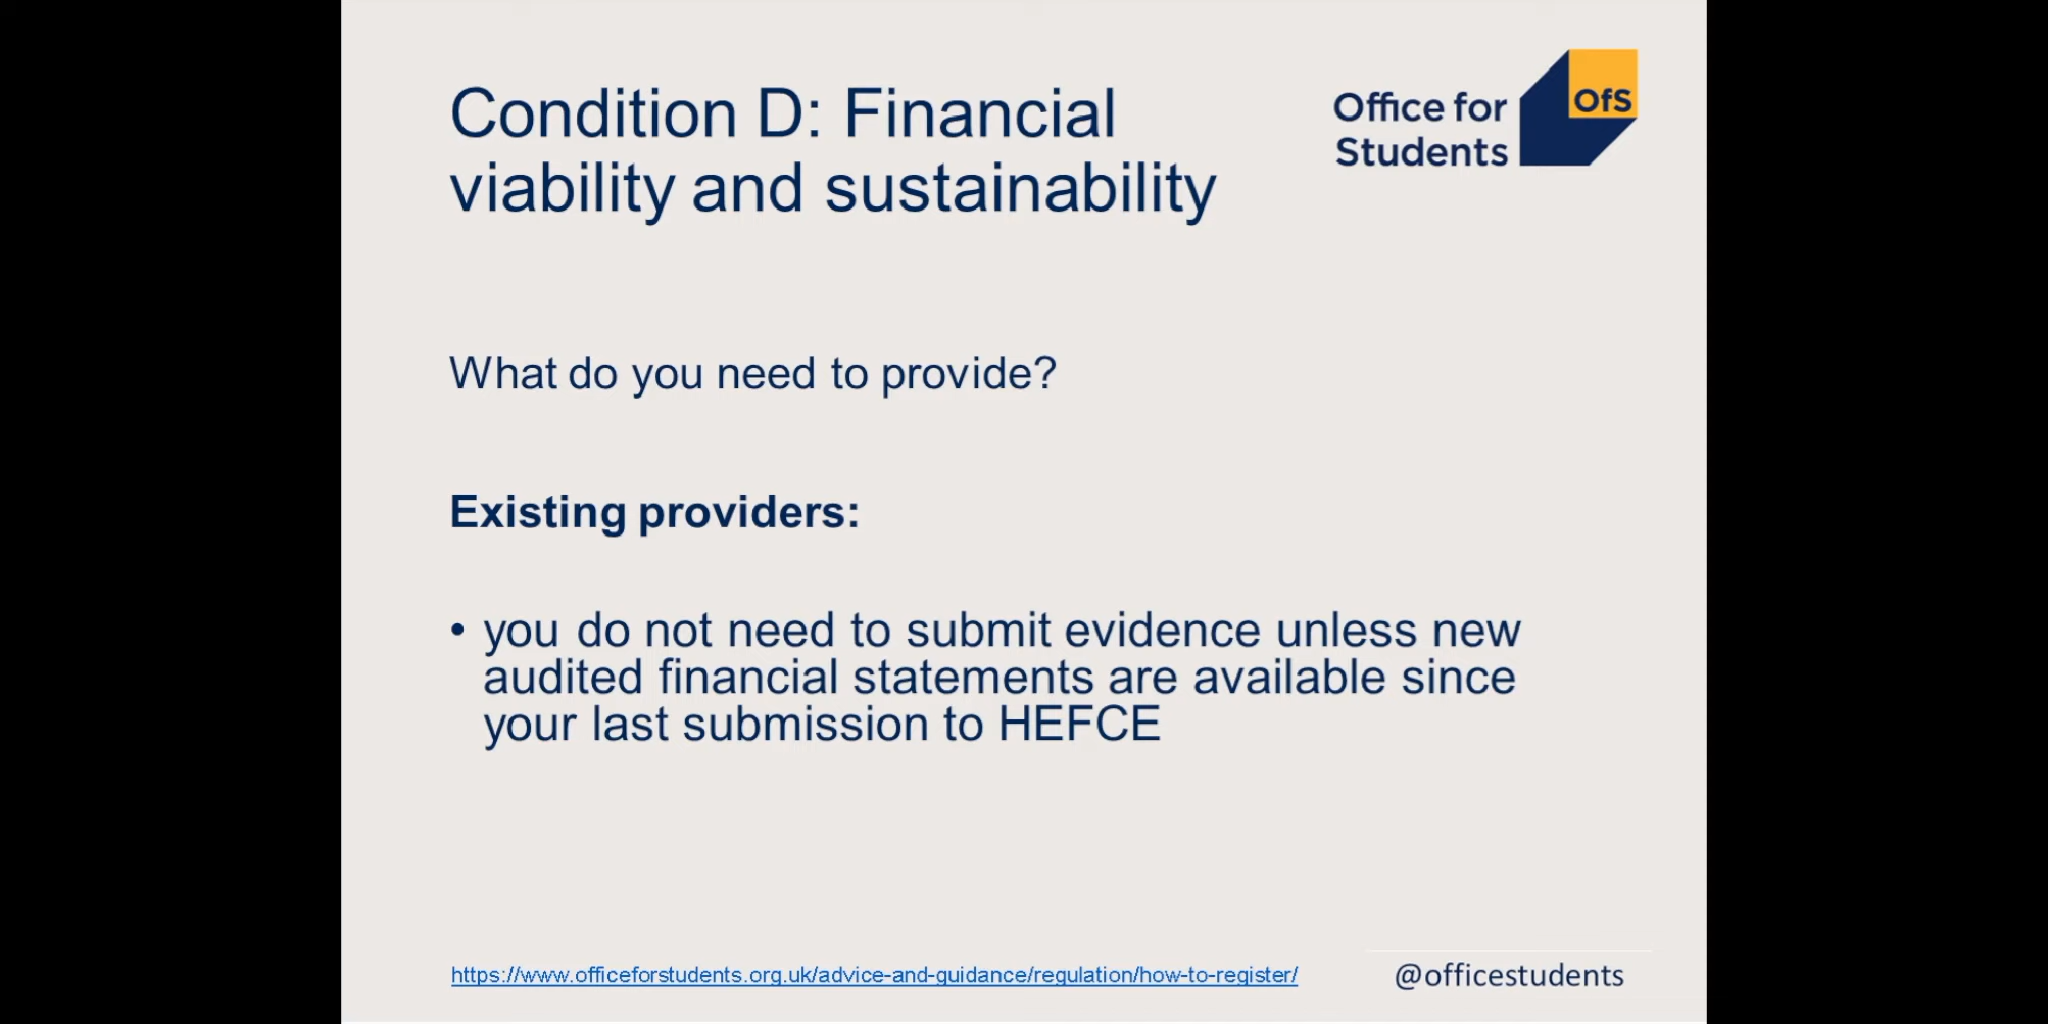 Condition D: Financial
viability and sustainability
Office for
Students
OfS
What do you need to provide?
Existing providers:
• you do not need to submit evidence unless new
audited financial statements are available since
your last submission to HEFCE
https://www.officeforstudents.org.uk/advice-and-guidance/regulation/how-to-register/
@officestudents